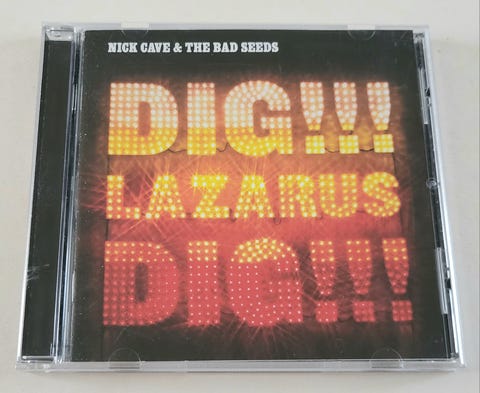 NICK CAVE & THE BAD SEEDS
DIG!!!
LAZARUS
DIG!!!